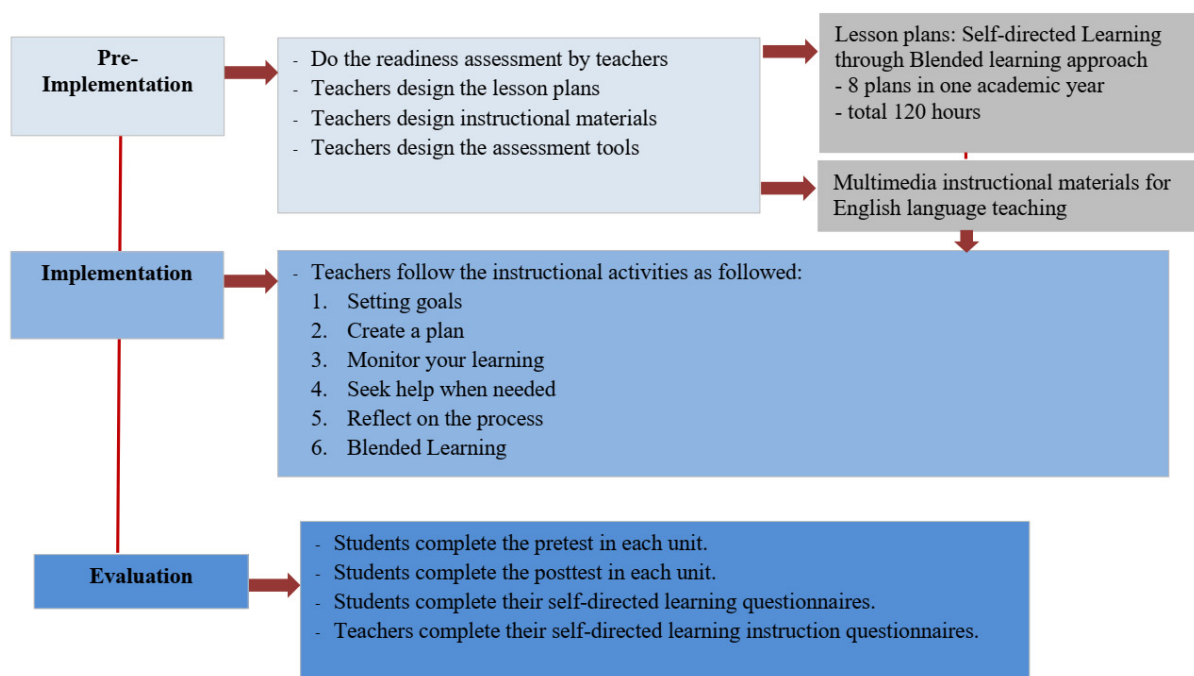 Pre-
Implementation
- Do the readiness assessment by teachers
- Teachers design the lesson plans
- Teachers design instructional materials
- Teachers design the assessment tools
Lesson plans: Self-directed Learning
through Blended learning approach
- 8 plans in one academic year
- total 120 hours
Multimedia instructional materials for
English language teaching
Implementation
- Teachers follow the instructional activities as followed:
1. Setting goals
2. Create a plan
3. Monitor your learning
4. Seek help when needed
5. Reflect on the process
6. Blended Learning
Evaluation
- Students complete the pretest in each unit.
- Students complete the posttest in each unit.
- Students complete their self-directed learning questionnaires.
- Teachers complete their self-directed learning instruction questionnaires.